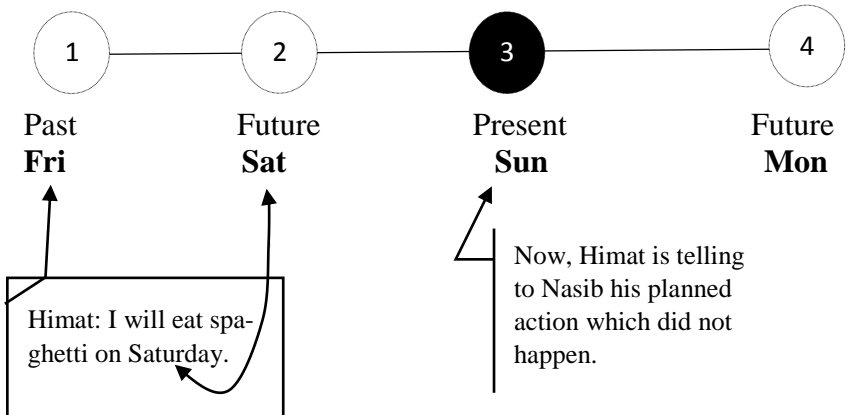 1 2 3 4
Past Future Present Future
Fri Sat Sun Mon
Himat: I will eat spa-
ghetti on Saturday.
Now, Himat is telling
to Nasib his planned
action which did not
happen.